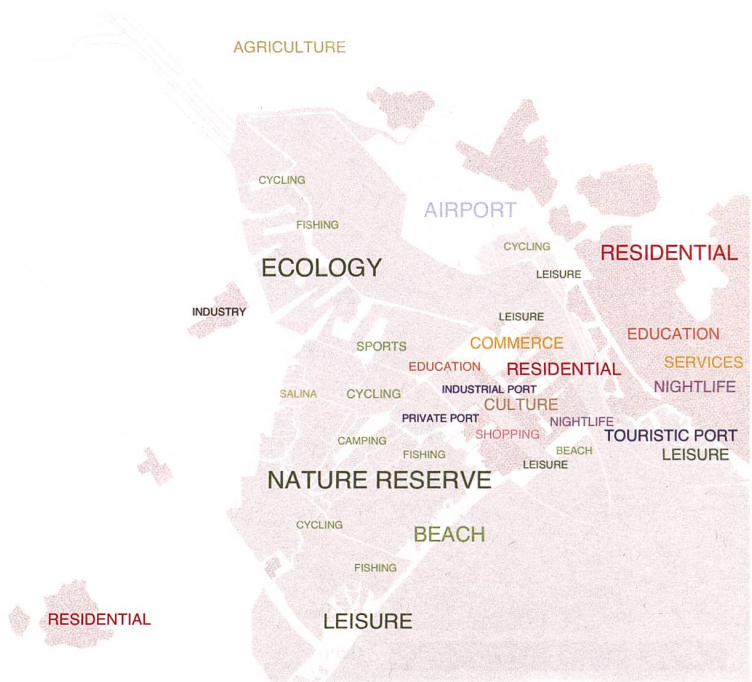 AGRICULTURE
CYCLING
AIRPORT
FISHING
CYCLING
RESIDENTIAL
ECOLOGY
LEISURE
INDUSTRY
LEISURE
EDUCATION
COMMERCE
SPORTS
SERVICES
EDUCATION
RESIDENTIAL
NIGHTLIFE
INDUSTRIAL PORT
SALINA
CYCLING
CULTURE
PRIVATE PORT
NIGHTLIFE
SHOPPING
TOURISTIC PORT
CAMPING
BEACH
FISHING
LEISURE
LEISURE
NATURE RESERVE
CYCLING
BEACH
FISHING
RESIDENTIAL
LEISURE